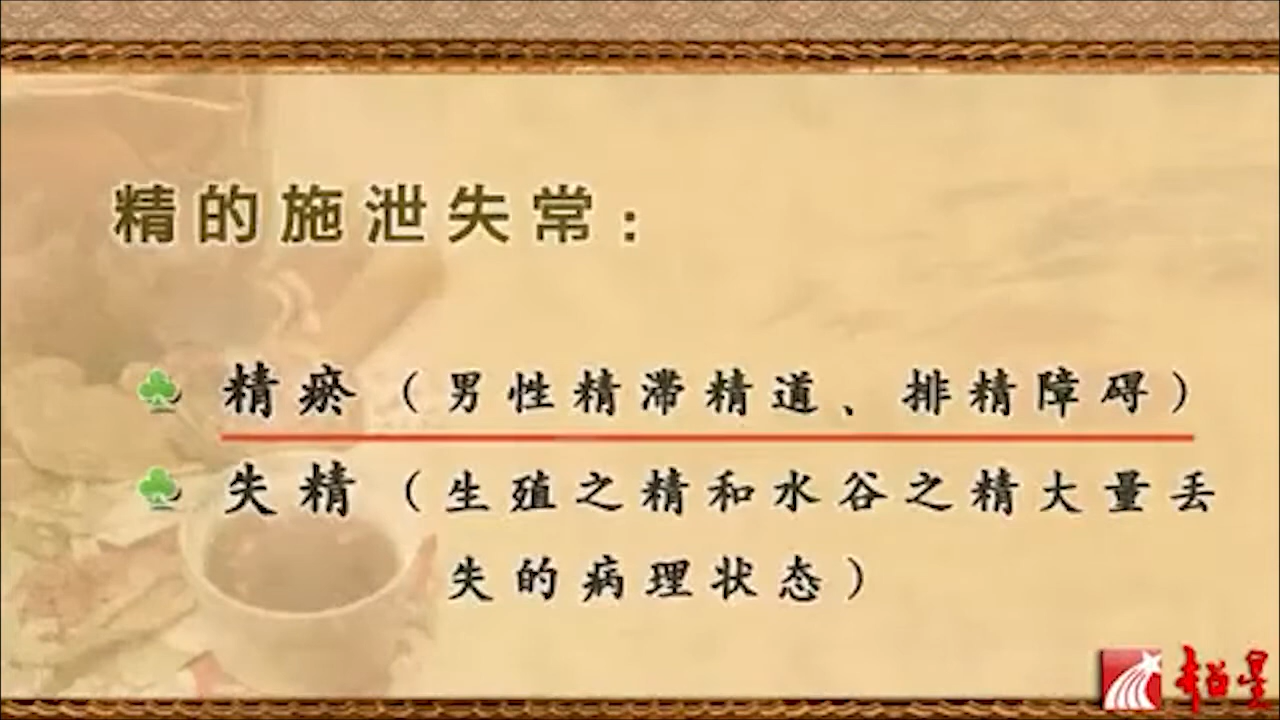 精的施泄失常：
精瘀（男性精滞精道、排精障碍）
失精（生殖之精和水谷之精大量丢
失的病理状态）
超星